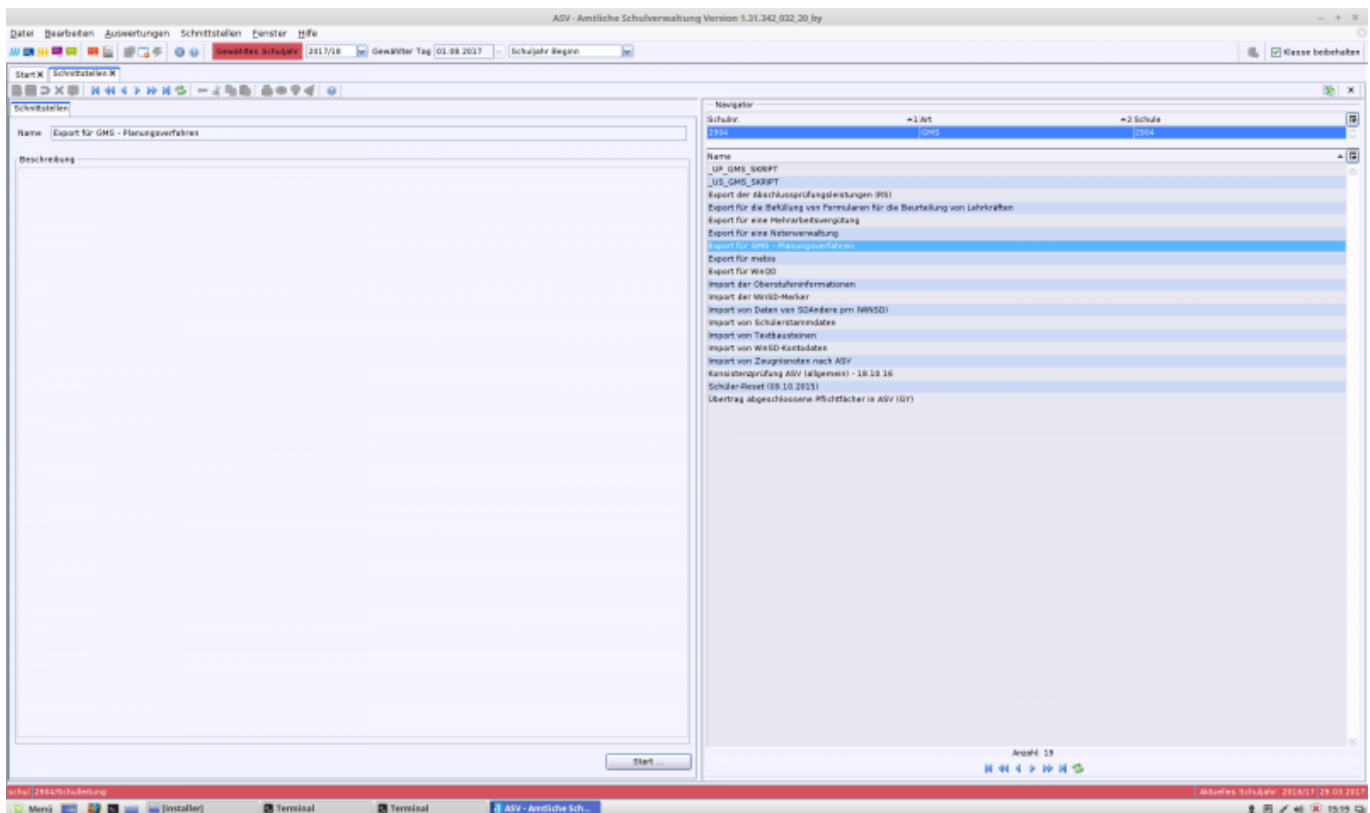 ASV - Amtliche Schulverwaltung Version 1.31.342_032_20_by
Datei Bearbeiten Auswertungen Schnittstellen Fenster Hilfe
Gewähltes Schuljahr 2017/18 Gewählter Tag 01.08.2017 Schuljahr Beginn Klasse beibehalten
Start Schnittstellen
Schnittstellen
Name Export für GMS - Planungsverfahren
Beschreibung
Start ...
Navigator
Schulnr. 1 Art 2 Schule
2904 GMS 2904
Name
_UP_GMS_SKRIPT
_US_GMS_SKRIPT
Export der Abschlussprüfungsleistungen (RS)
Export für die Befüllung von Formularen für die Beurteilung von Lehrkräften
Export für eine Mehrarbeitsvergütung
Export für eine Notenverwaltung
Export für GMS - Planungsverfahren
Export für mebis
Export für WinQD
Import der Oberstufeninformationen
Import der WinSD-Merker
Import von Daten von SDAndere.prn (WINSD)
Import von Schülerstammdaten
Import von Textbausteinen
Import von WinSD-Kontodaten
Import von Zeugnisnoten nach ASV
Konsistenzprüfung ASV (allgemein) - 18.10.16
Schüler-Reset (09.10.2015)
Übertrag abgeschlossene Pflichtfächer in ASV (GY)
Anzahl: 19
schul 2904/Schulleitung Aktuelles Schuljahr: 2016/17 29.03.2017
Menü [installer] Terminal Terminal ASV - Amtliche Sch... 15:19